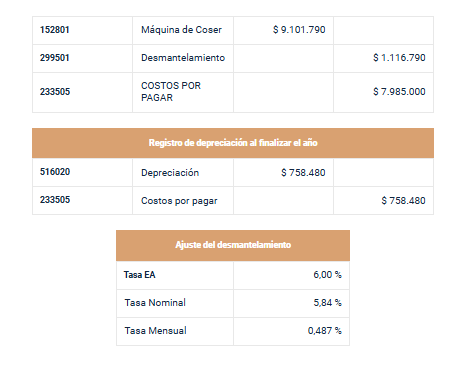 152801 Máquina de Coser $ 9.101.790
299501 Desmantelamiento $ 1.116.790
233505 COSTOS POR PAGAR $ 7.985.000
Registro de depreciación al finalizar el año
516020 Depreciación $ 758.480
233505 Costos por pagar $ 758.480
Ajuste del desmantelamiento
Tasa EA 6,00 %
Tasa Nominal 5,84 %
Tasa Mensual 0,487 %